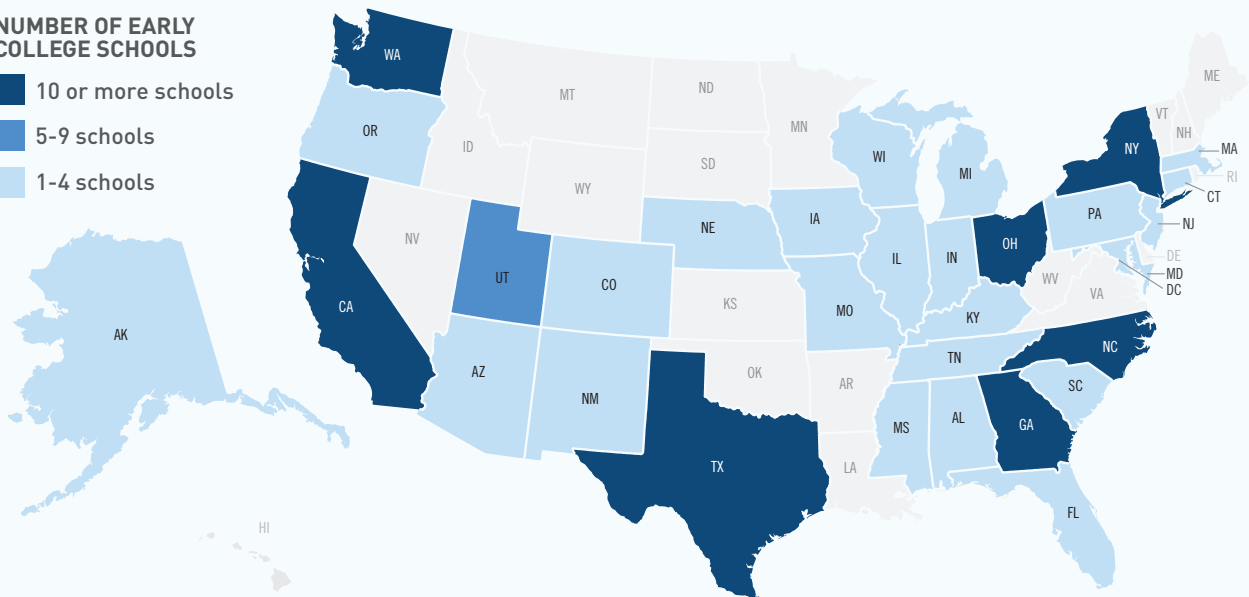 NUMBER OF EARLY
COLLEGE SCHOOLS
10 or more schools
5-9 schools
1-4 schools
WA
OR
CA
ID
NV
MT
WY
UT
CO
AZ
NM
ND
SD
NE
KS
OK
TX
MN
IA
MO
AR
LA
WI
IL
MI
IN
OH
KY
TN
MS
AL
GA
FL
SC
NC
VA
WV
PA
NY
VT
NH
ME
MA
RI
CT
NJ
DE
MD
DC
AK
HI